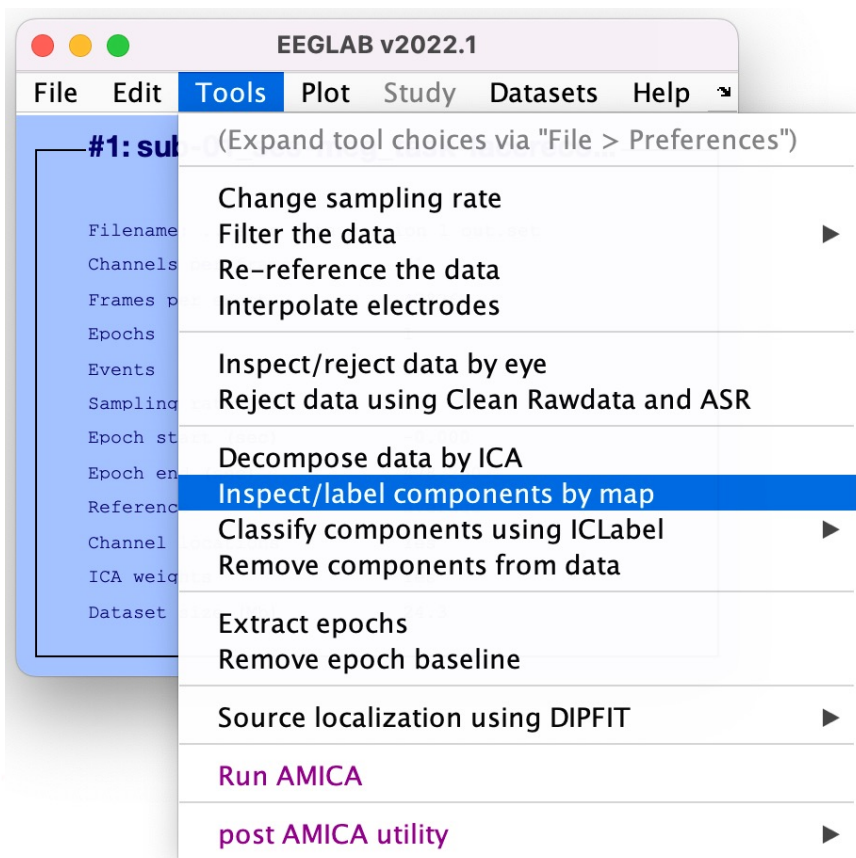 EEGLAB v2022.1
File Edit Tools Plot Study Datasets Help
#1: sub
(Expand tool choices via "File > Preferences")
Change sampling rate
Filename
Filter the data
Channels
Re-reference the data
Frames p
Interpolate electrodes
Epochs
Events
Inspect/reject data by eye
Sampling
Reject data using Clean Rawdata and ASR
Epoch st
Decompose data by ICA
Epoch en
Inspect/label components by map
Referenc
Classify components using ICLabel
Channel
Remove components from data
ICA weig
Dataset
Extract epochs
Remove epoch baseline
Source localization using DIPFIT
Run AMICA
post AMICA utility